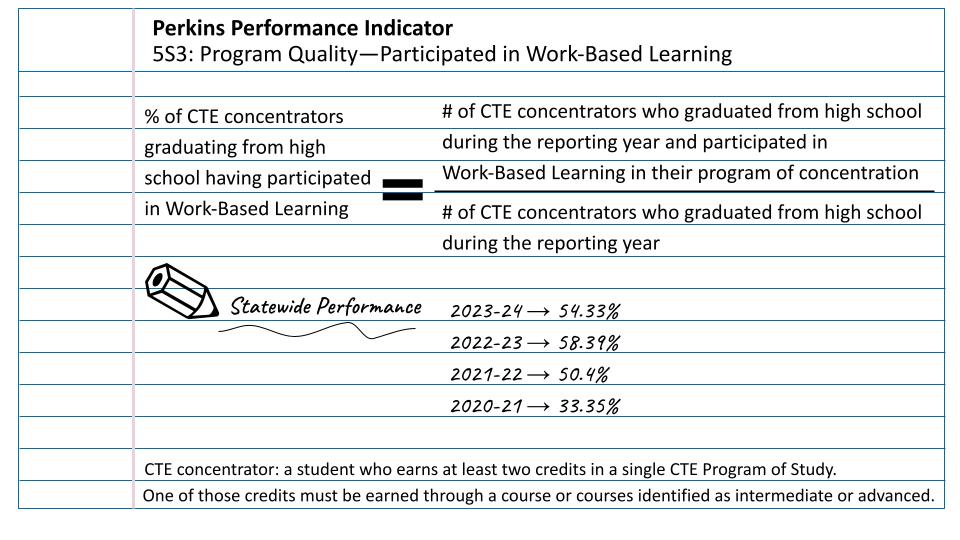 Perkins Performance Indicator
5S3: Program Quality—Participated in Work-Based Learning
% of CTE concentrators
graduating from high
school having participated
in Work-Based Learning
=
# of CTE concentrators who graduated from high school
during the reporting year and participated in
Work-Based Learning in their program of concentration
# of CTE concentrators who graduated from high school
during the reporting year
Statewide Performance
2023-24 → 54.33%
2022-23 → 58.39%
2021-22 → 50.4%
2020-21 → 33.35%
CTE concentrator: a student who earns at least two credits in a single CTE Program of Study.
One of those credits must be earned through a course or courses identified as intermediate or advanced.